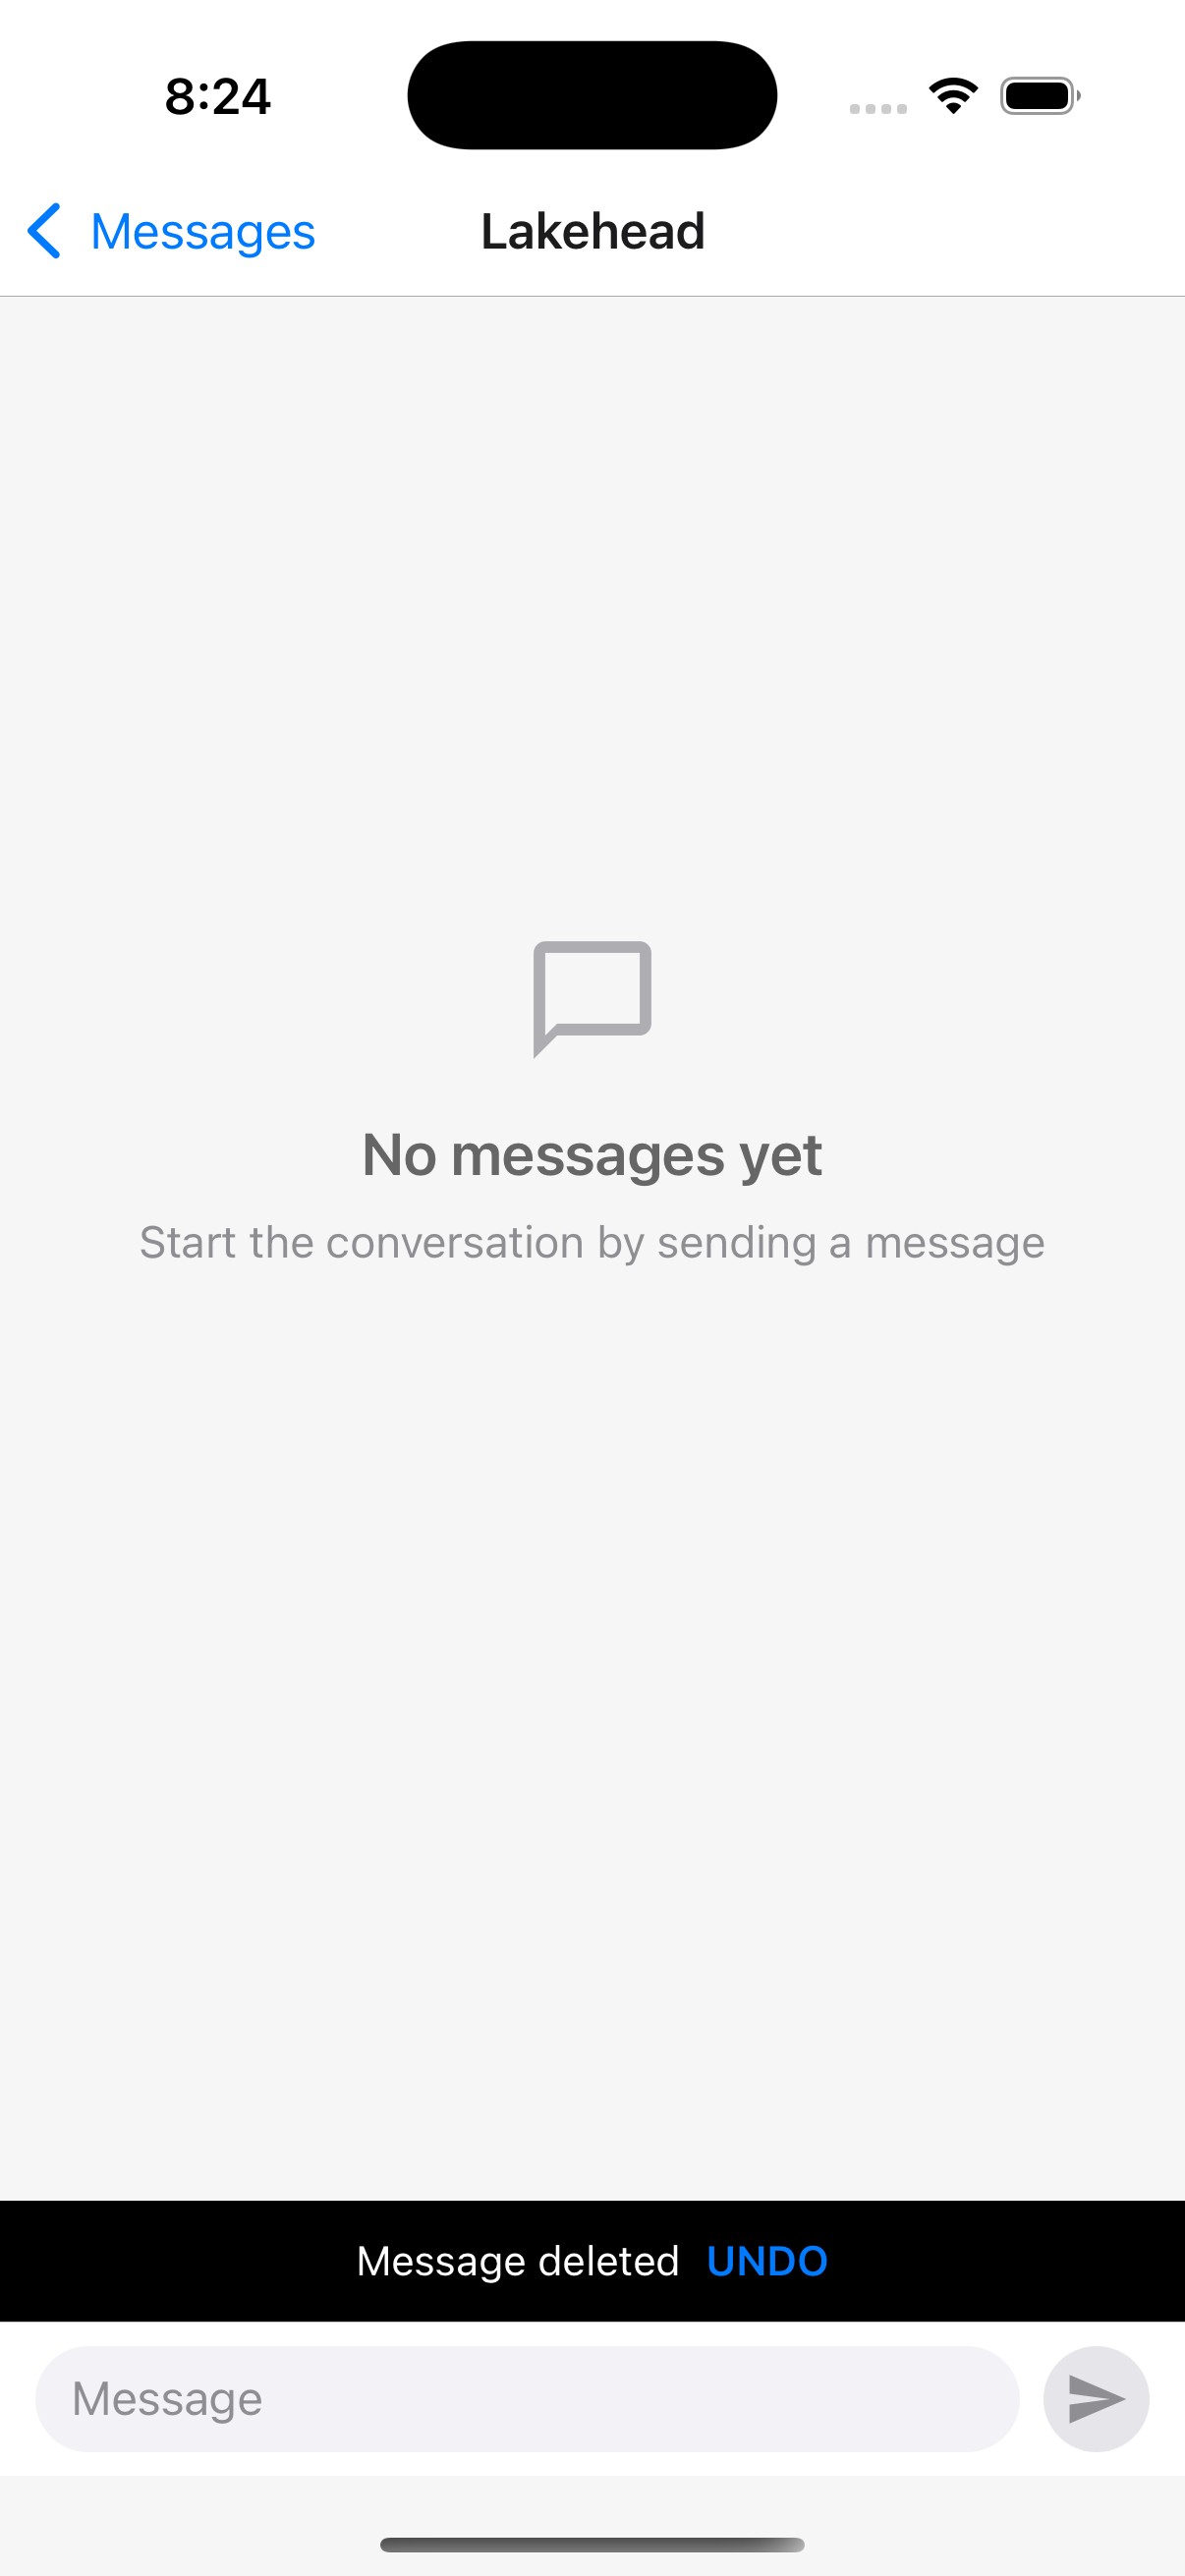 8:24
Messages Lakehead
No messages yet
Start the conversation by sending a message
Message deleted UNDO
Message